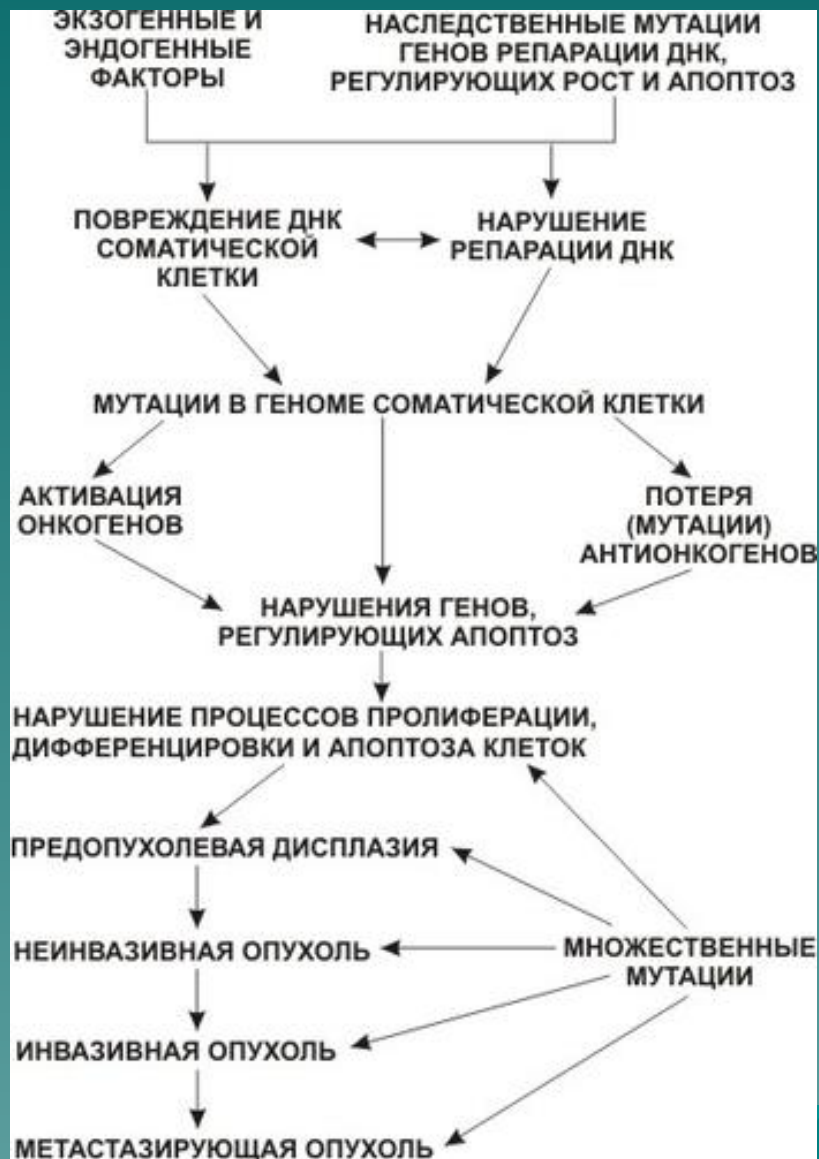 ЭКЗОГЕННЫЕ И
ЭНДОГЕННЫЕ
ФАКТОРЫ
НАСЛЕДСТВЕННЫЕ МУТАЦИИ
ГЕНОВ РЕПАРАЦИИ ДНК,
РЕГУЛИРУЮЩИХ РОСТ И АПОПТОЗ
ПОВРЕЖДЕНИЕ ДНК
СОМАТИЧЕСКОЙ
КЛЕТКИ
НАРУШЕНИЕ
РЕПАРАЦИИ ДНК
МУТАЦИИ В ГЕНОМЕ СОМАТИЧЕСКОЙ КЛЕТКИ
АКТИВАЦИЯ
ОНКОГЕНОВ
ПОТЕРЯ
(МУТАЦИИ)
АНТИОНКОГЕНОВ
НАРУШЕНИЯ ГЕНОВ,
РЕГУЛИРУЮЩИХ АПОПТОЗ
НАРУШЕНИЕ ПРОЦЕССОВ ПРОЛИФЕРАЦИИ,
ДИФФЕРЕНЦИРОВКИ И АПОПТОЗА КЛЕТОК
ПРЕДОПУХОЛЕВАЯ ДИСПЛАЗИЯ
НЕИНВАЗИВНАЯ ОПУХОЛЬ
МНОЖЕСТВЕННЫЕ
МУТАЦИИ
ИНВАЗИВНАЯ ОПУХОЛЬ
МЕТАСТАЗИРУЮЩАЯ ОПУХОЛЬ